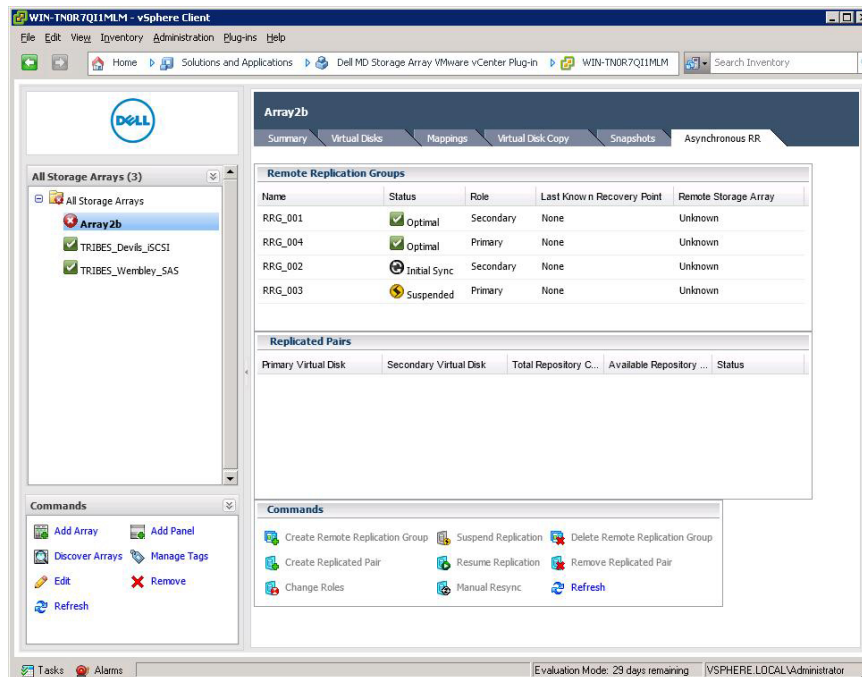 WIN-TN0R7QI1MLM - vSphere Client
File Edit View Inventory Administration Plug-ins Help
Home Solutions and Applications Dell MD Storage Array VMware vCenter Plug-in WIN-TN0R7QI1MLM Search Inventory
DELL
All Storage Arrays (3)
All Storage Arrays
Array2b
TRIBES_Devils_iSCSI
TRIBES_Wembley_SAS
Commands
Add Array Add Panel
Discover Arrays Manage Tags
Edit Remove
Refresh
Array2b
Summary Virtual Disks Mappings Virtual Disk Copy Snapshots Asynchronous RR
Remote Replication Groups
Name Status Role Last Known Recovery Point Remote Storage Array
RRG_001 Optimal Secondary None Unknown
RRG_004 Optimal Primary None Unknown
RRG_002 Initial Sync Secondary None Unknown
RRG_003 Suspended Primary None Unknown
Replicated Pairs
Primary Virtual Disk Secondary Virtual Disk Total Repository C... Available Repository ... Status
Commands
Create Remote Replication Group Suspend Replication Delete Remote Replication Group
Create Replicated Pair Resume Replication Remove Replicated Pair
Change Roles Manual Resync Refresh
Tasks Alarms Evaluation Mode: 29 days remaining VSPHERE.LOCAL\Administrator